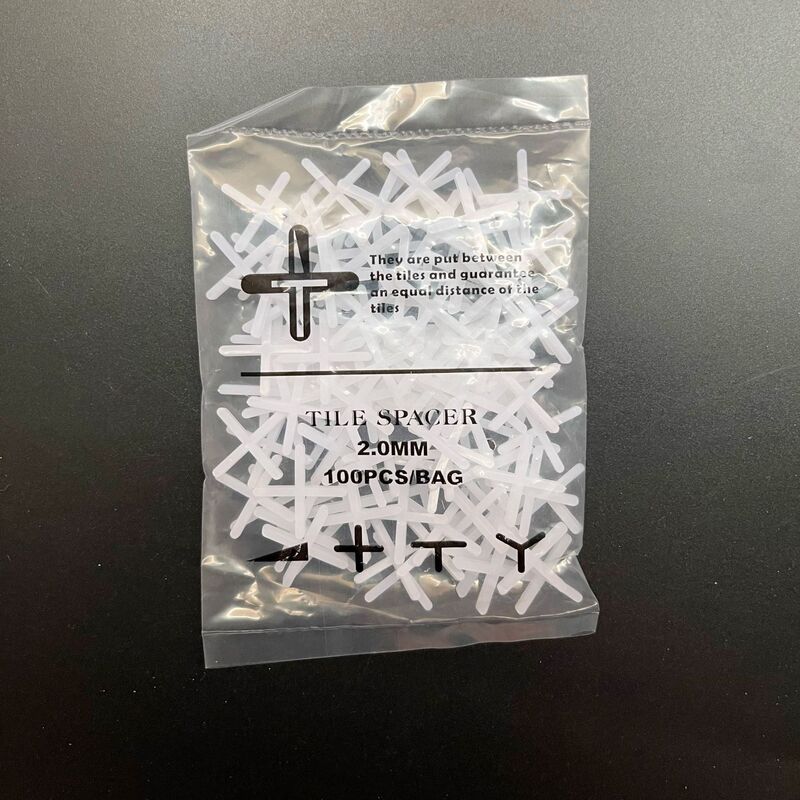 They are put between
the tiles and guarantee
an equal distance of the
tiles
TILE SPACER
2.0MM
100PCS/BAG